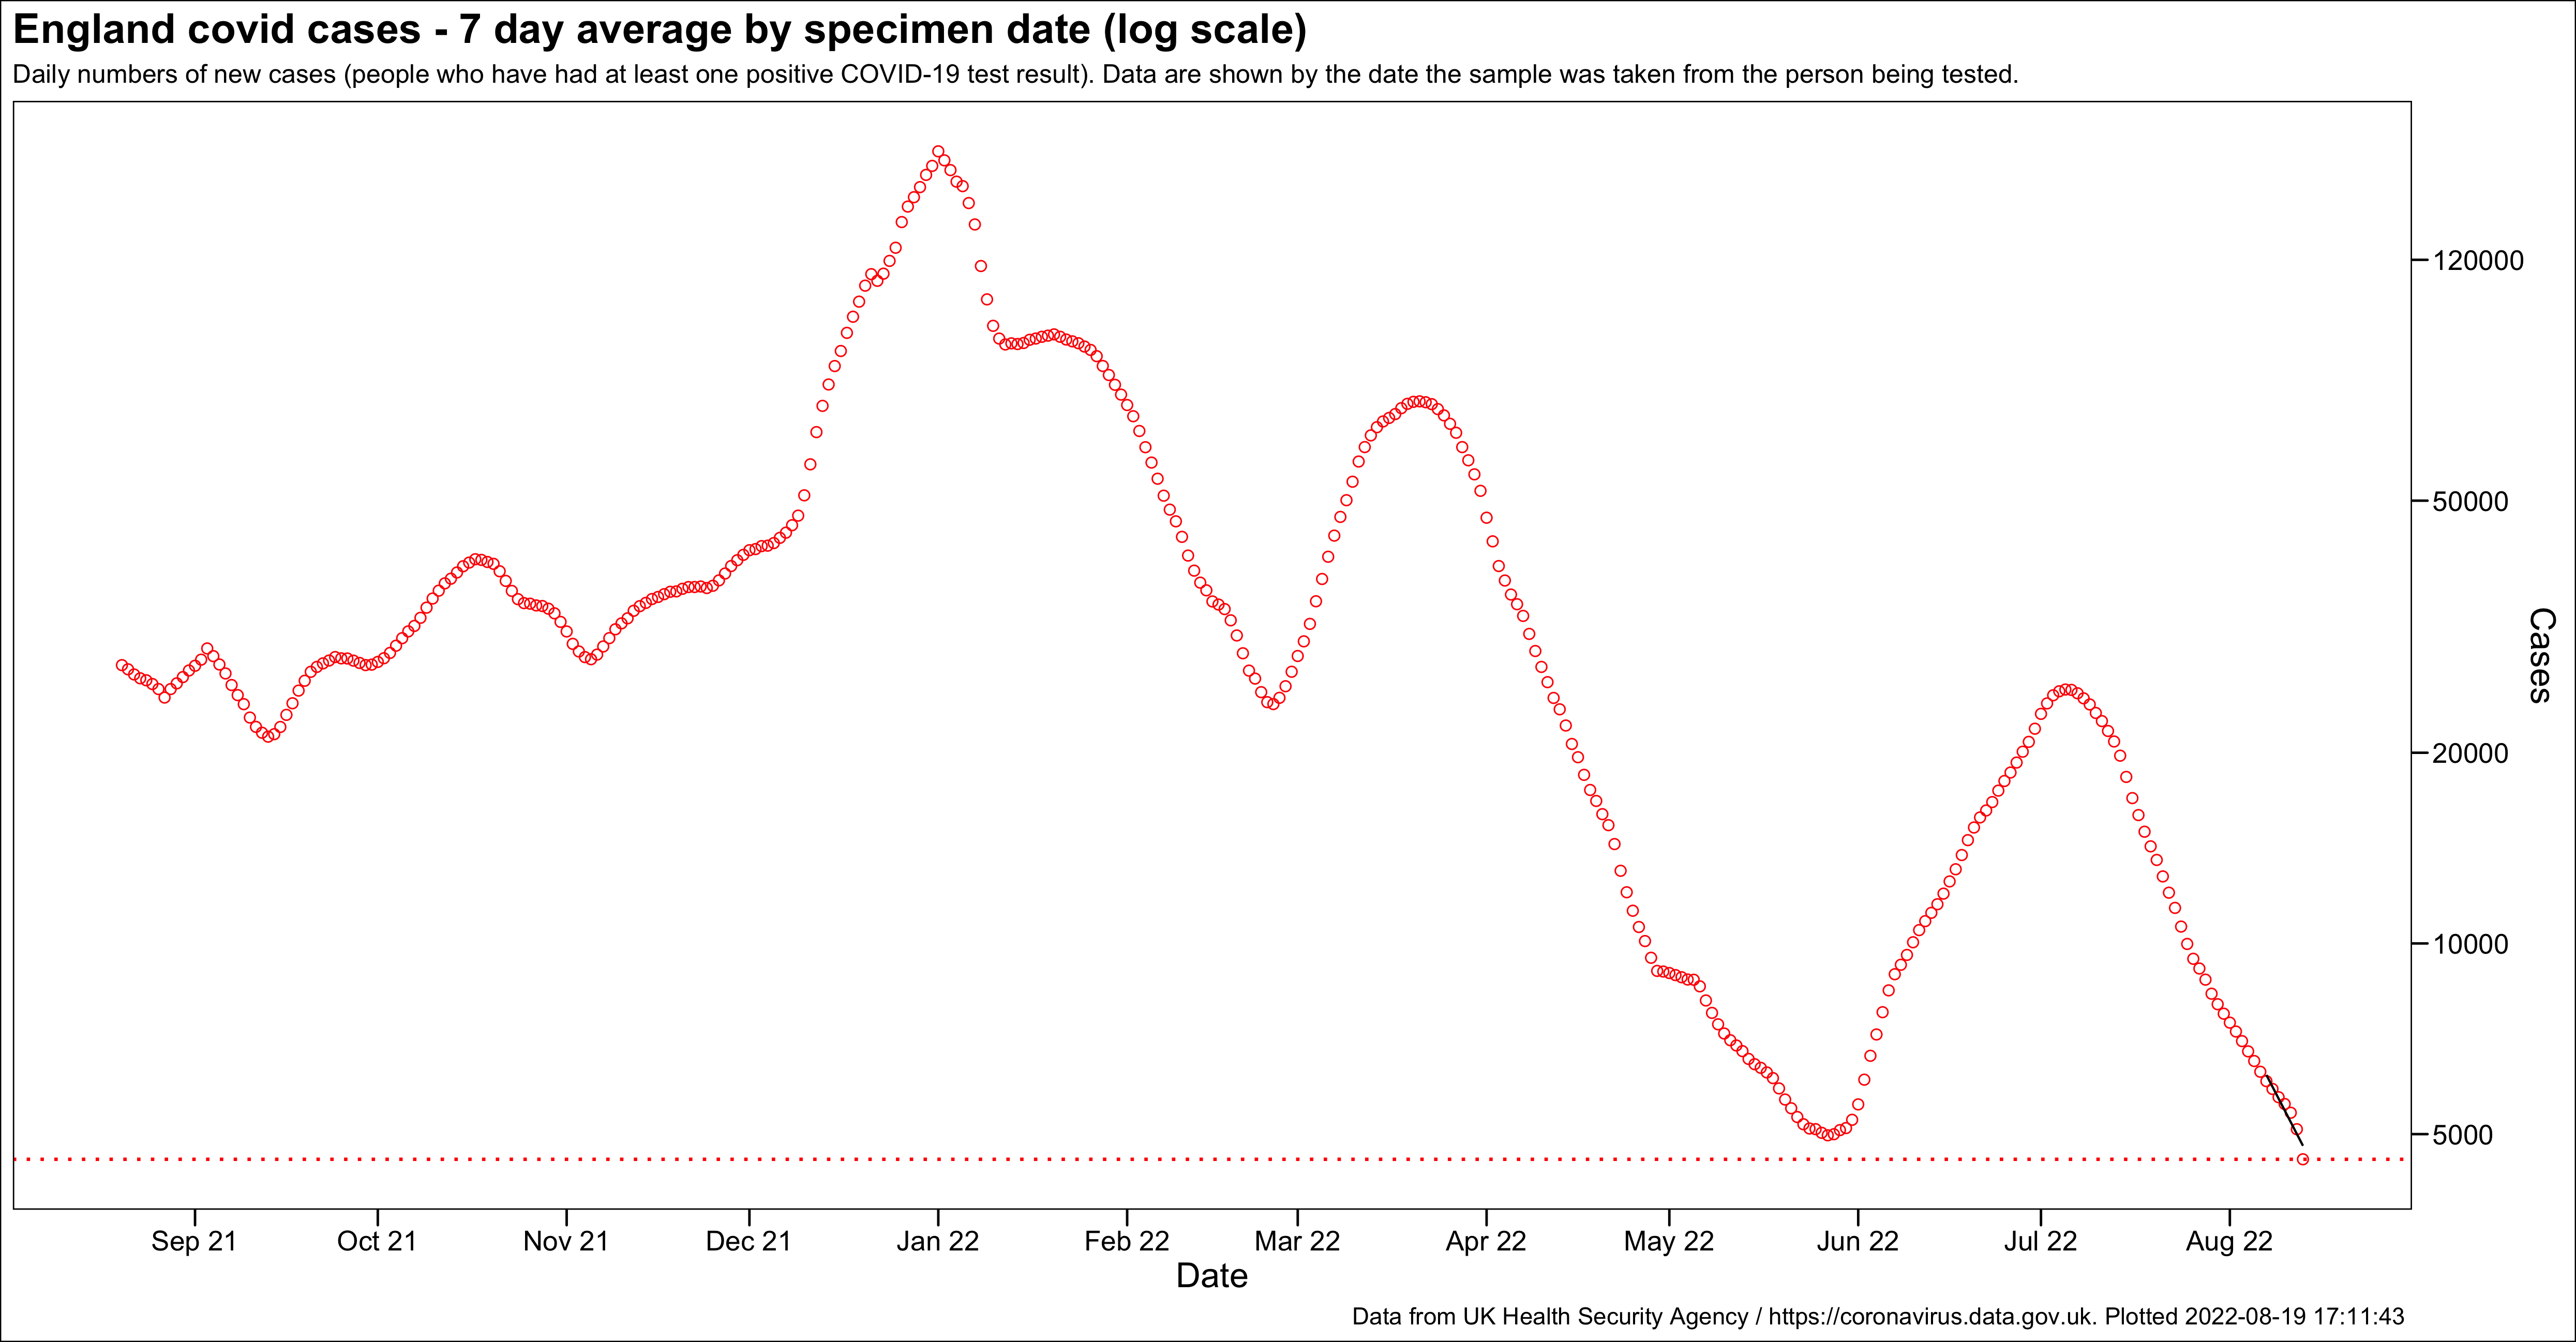 England covid cases - 7 day average by specimen date (log scale)
Daily numbers of new cases (people who have had at least one positive COVID-19 test result). Data are shown by the date the sample was taken from the person being tested.
120000
50000
20000
10000
5000
Cases
Sep 21 Oct 21 Nov 21 Dec 21 Jan 22 Feb 22 Mar 22 Apr 22 May 22 Jun 22 Jul 22 Aug 22
Date
Data from UK Health Security Agency / https://coronavirus.data.gov.uk. Plotted 2022-08-19 17:11:43